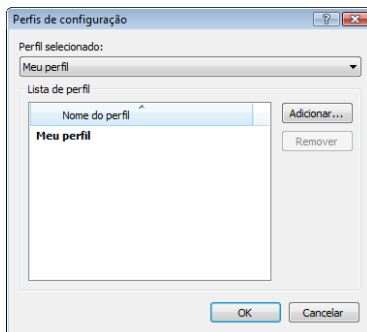 Perfis de configuração
Perfil selecionado:
Meu perfil
Lista de perfil
Nome do perfil
Adicionar...
Meu perfil
Remover
OK
Cancelar